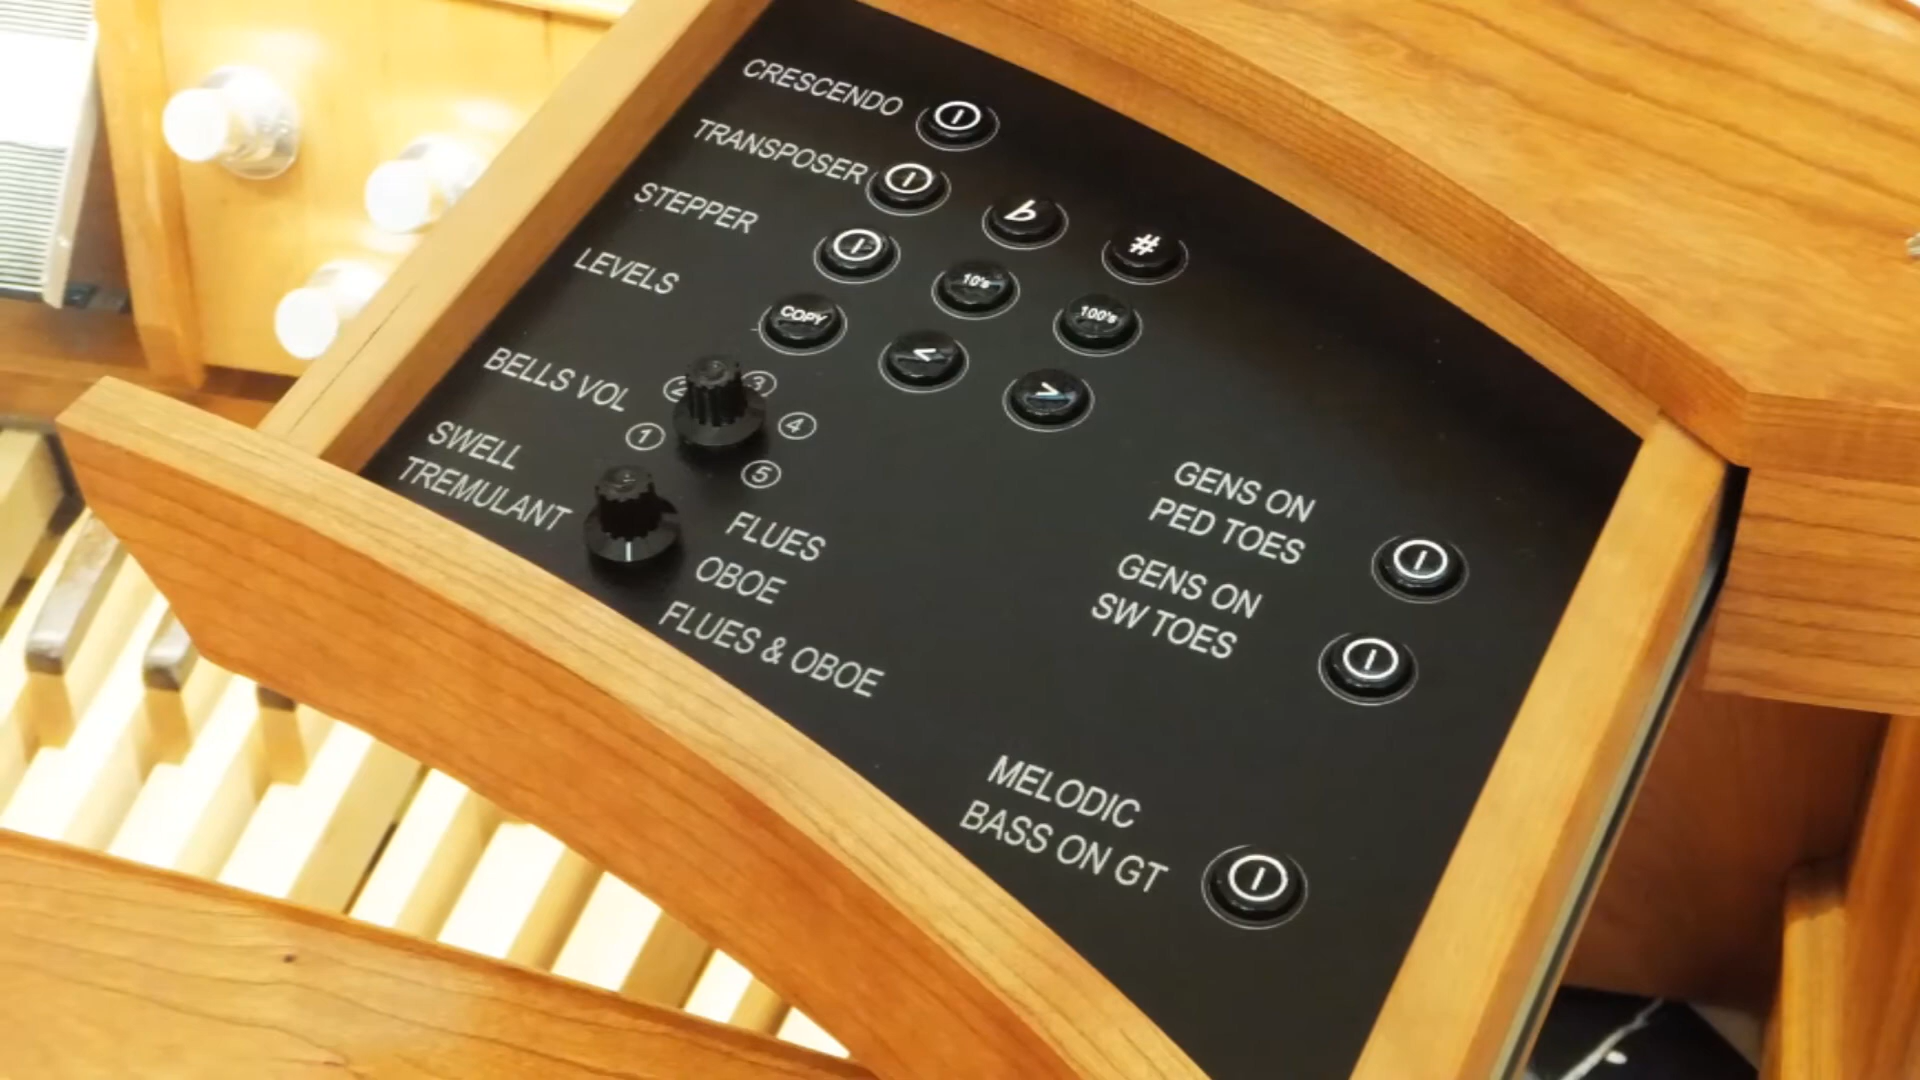 CRESCENDO
TRANSPOSER
b #
STEPPER
10's 100's
LEVELS
COPY < >
BELLS VOL
1 2 3 4 5
SWELL
TREMULANT
FLUES
OBOE
FLUES & OBOE
GENS ON
PED TOES
GENS ON
SW TOES
MELODIC
BASS ON GT